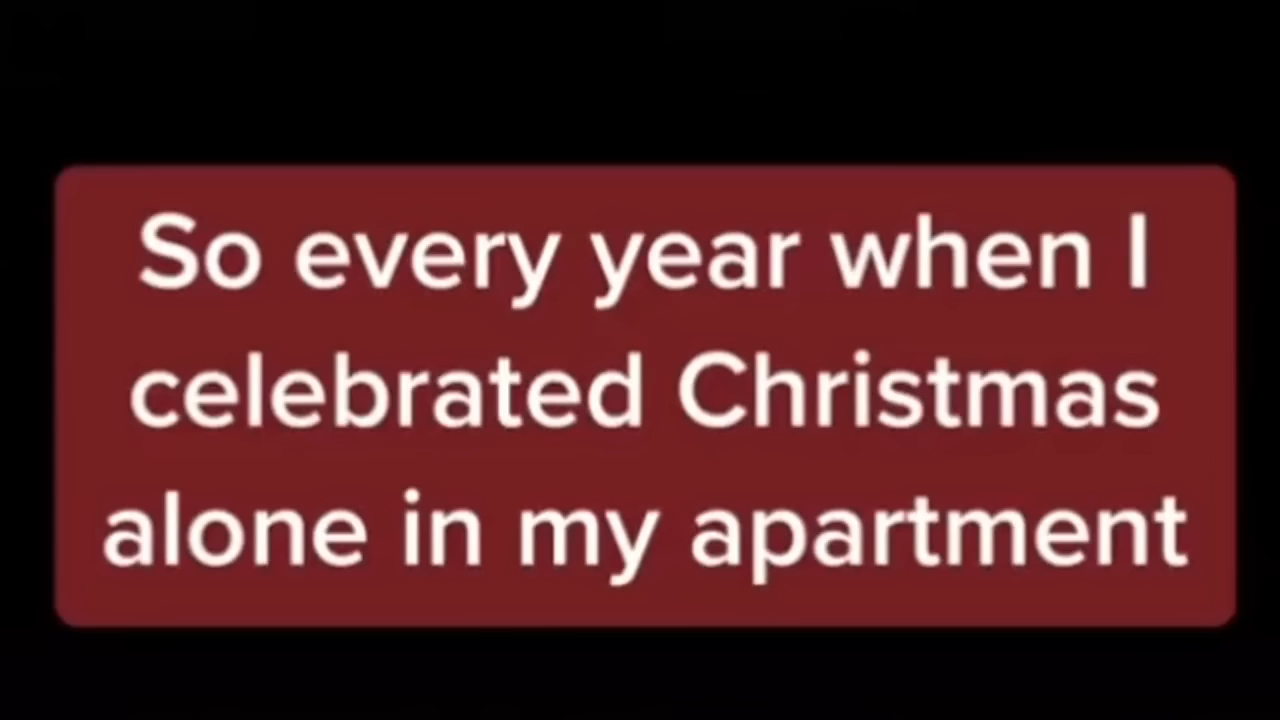 So every year when I
celebrated Christmas
alone in my apartment